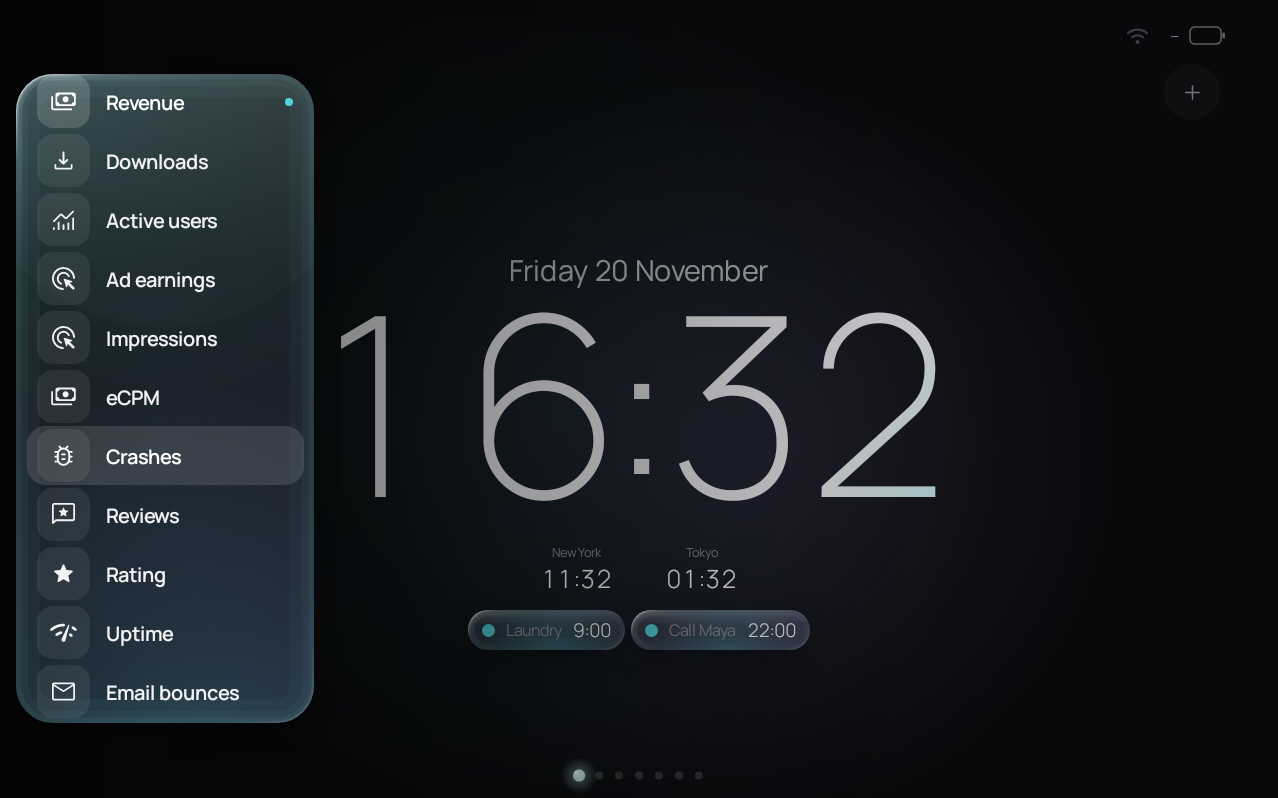 Revenue
Downloads
Active users
Ad earnings
Impressions
eCPM
Crashes
Reviews
Rating
Uptime
Email bounces
Friday 20 November
16:32
New York
11:32
Tokyo
01:32
Laundry 9:00
Call Maya 22:00